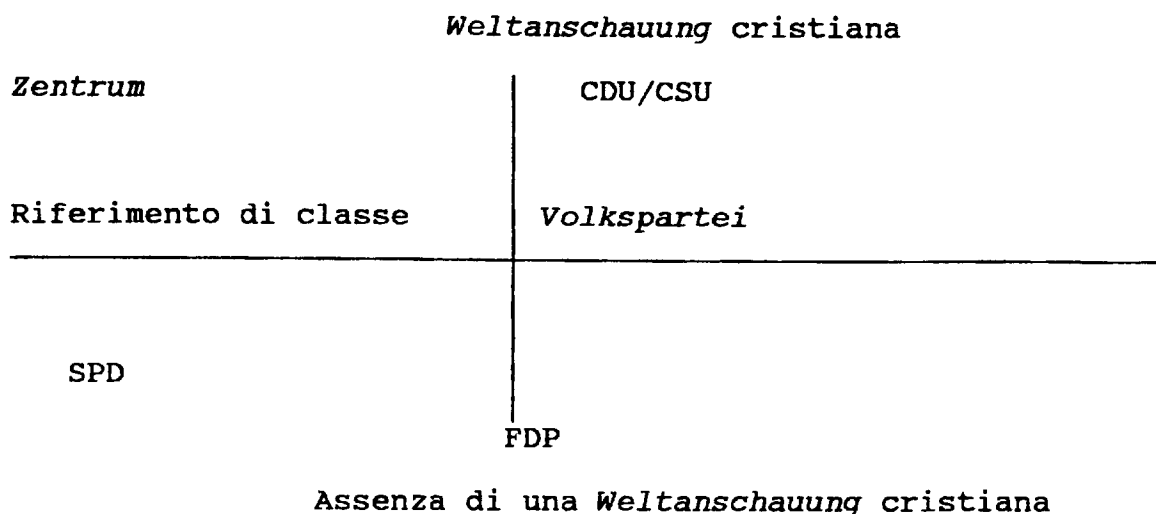 Weltanschauung cristiana
Zentrum CDU/CSU
Riferimento di classe Volkspartei
SPD
FDP
Assenza di una Weltanschauung cristiana